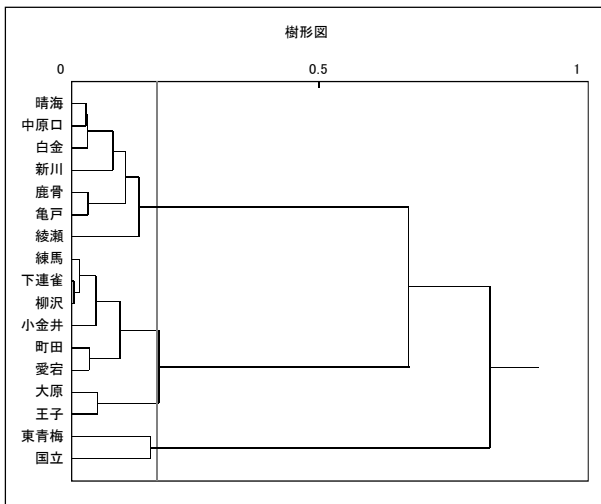 樹形図
0 0.5 1
晴海
中原口
白金
新川
鹿骨
亀戸
綾瀬
練馬
下連雀
柳沢
小金井
町田
愛宕
大原
王子
東青梅
国立